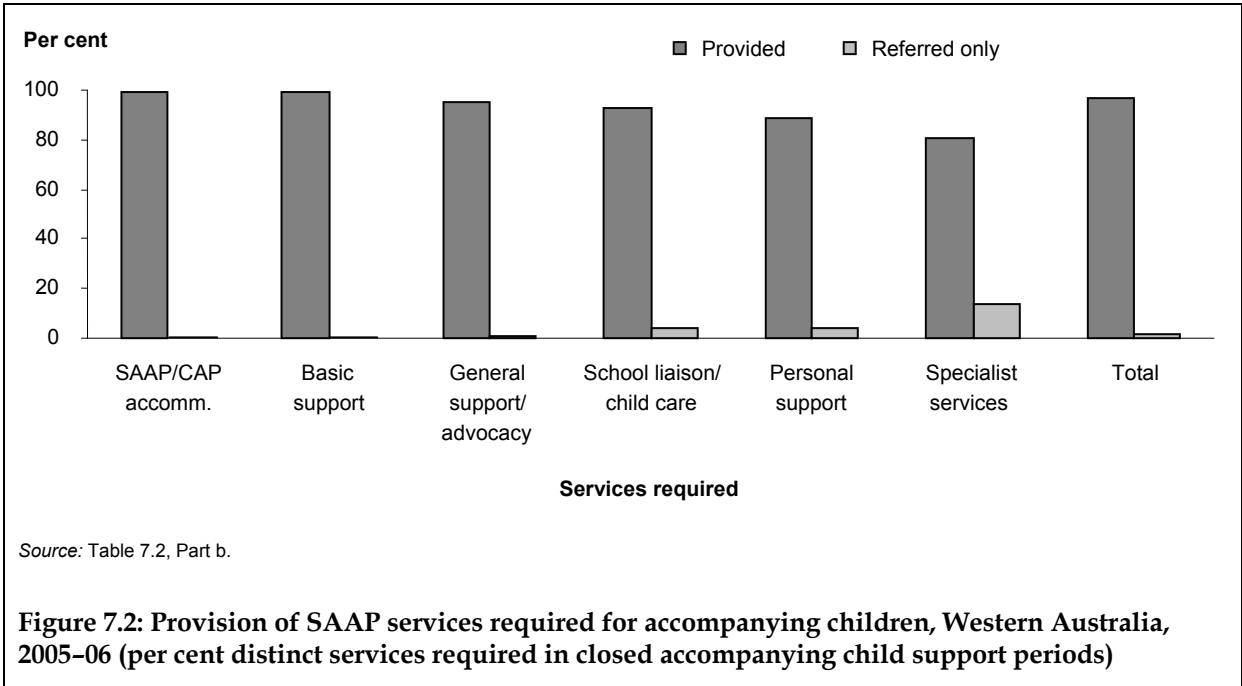 Per cent
Provided Referred only
100
80
60
40
20
0
SAAP/CAP accomm.
Basic support
General support/ advocacy
School liaison/ child care
Personal support
Specialist services
Total
Services required
Source: Table 7.2, Part b.
Figure 7.2: Provision of SAAP services required for accompanying children, Western Australia,
2005–06 (per cent distinct services required in closed accompanying child support periods)